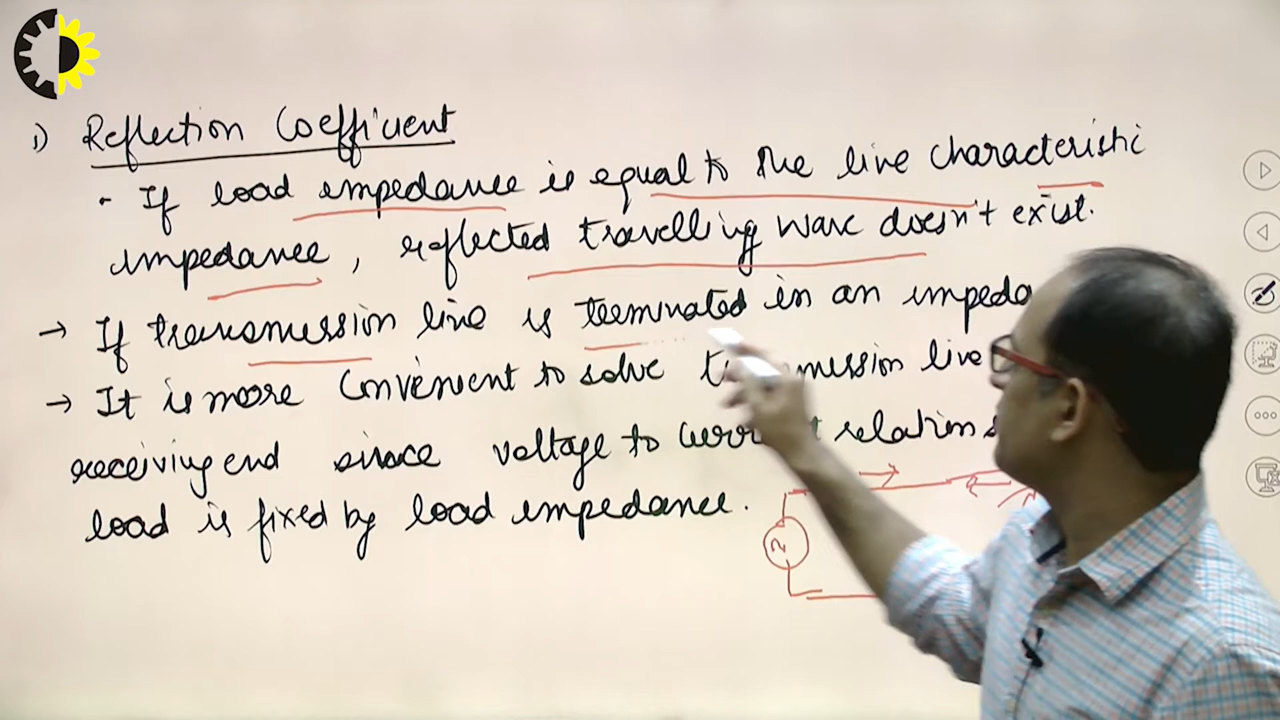 1) Reflection Coefficient
· If load impedance is equal to the line characteristic
impedance, reflected travelling wave doesn't exist.
→ If transmission line is terminated in an
→ It is more convenient to solve line
receiving end since voltage to relation
load is fixed by load impedance.